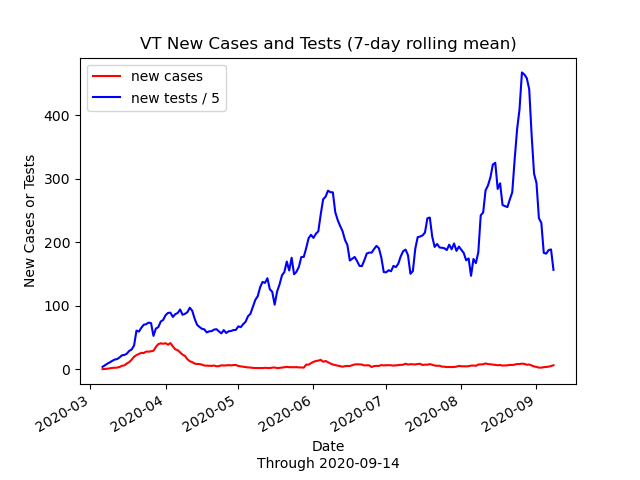 VT New Cases and Tests (7-day rolling mean)
new cases
new tests / 5
New Cases or Tests
400
300
200
100
0
2020-03
2020-04
2020-05
2020-06
2020-07
2020-08
2020-09
Date
Through 2020-09-14